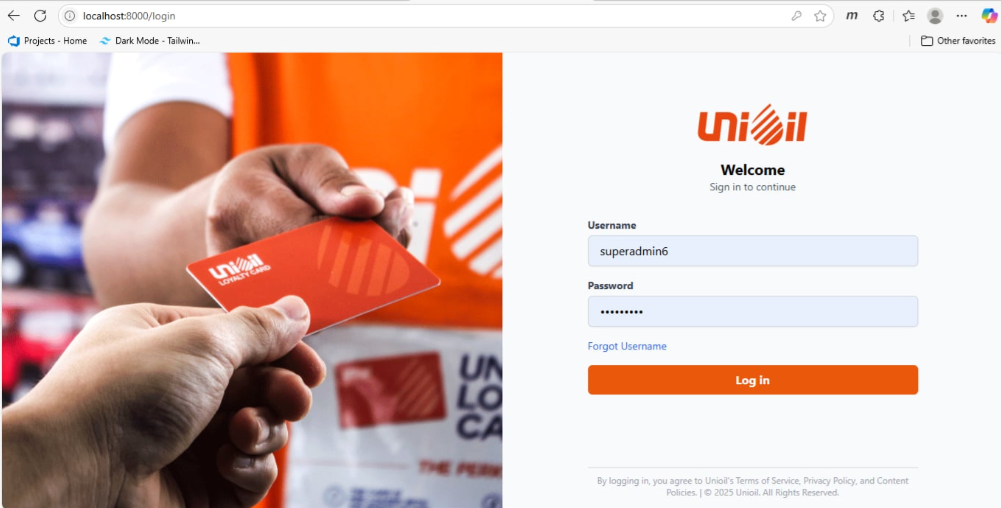 localhost:8000/login
Projects - Home
Dark Mode - Tailwin...
Other favorites
UNiOil
LOYALTY CARD
UNiOil
Welcome
Sign in to continue
Username
superadmin6
Password
•••••••••
Forgot Username
Log in
By logging in, you agree to Unioil's Terms of Service, Privacy Policy, and Content
Policies. | © 2025 Unioil. All Rights Reserved.
UN
LO
CA
THE PER